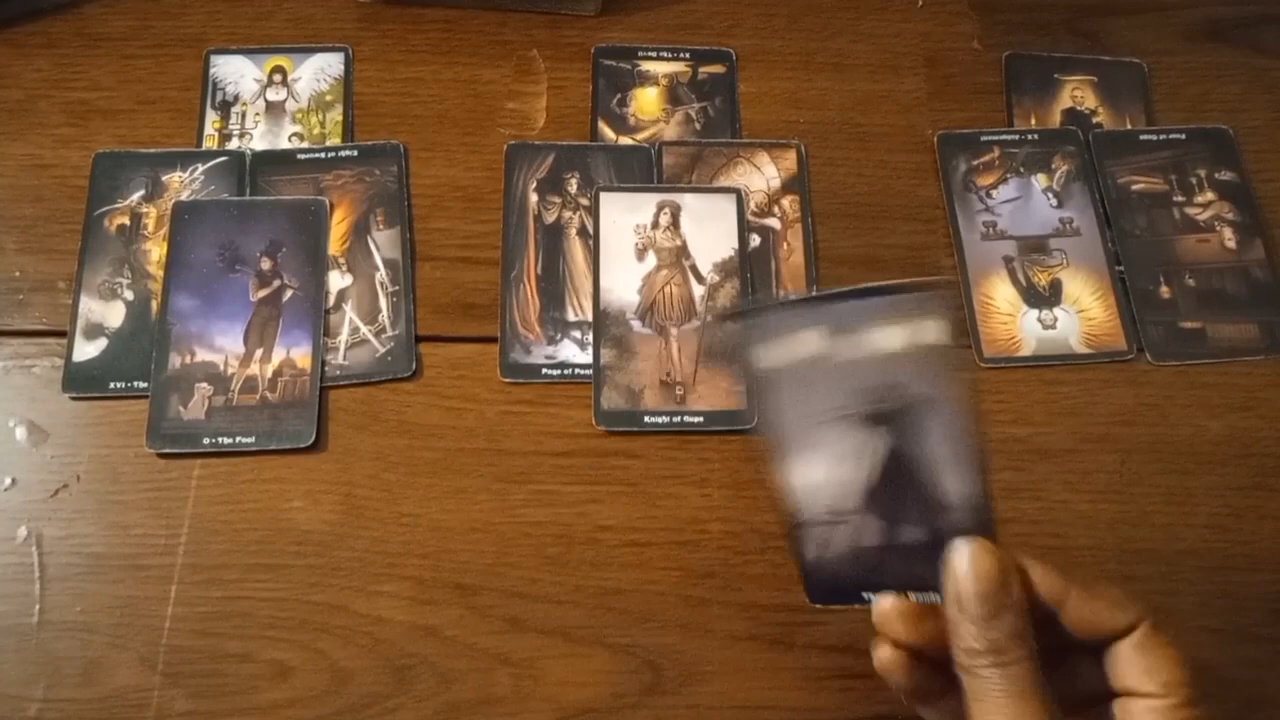 XV • The Devil
XX • Judgement
Four of Cups
Eight of Swords
Page of Pent
XVI • The
Knight of Cups
0 • The Fool